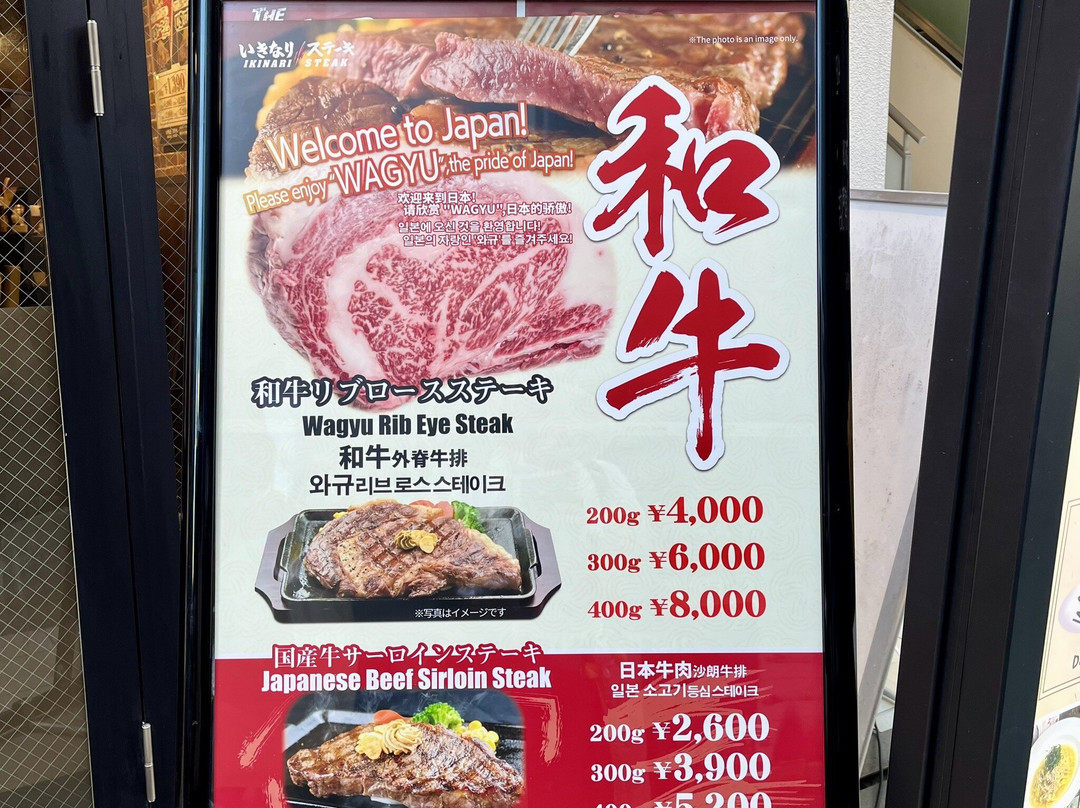 THE
いきなり/ステーキ
IKINARI STEAK
※The photo is an image only.
Welcome to Japan!
Please enjoy "WAGYU", the pride of Japan!
欢迎来到日本!
请欣赏 "WAGYU",日本的骄傲!
일본에 오신 것을 환영합니다!
일본의 자랑인 '와규'를 즐겨주세요!
和牛
和牛リブロースステーキ
Wagyu Rib Eye Steak
和牛外脊牛排
와규리브로스스테이크
200g ¥4,000
300g ¥6,000
400g ¥8,000
※写真はイメージです
国産牛サーロインステーキ
Japanese Beef Sirloin Steak
日本牛肉沙朗牛排
일본 소고기등심스테이크
200g ¥2,600
300g ¥3,900
400g ¥5,200